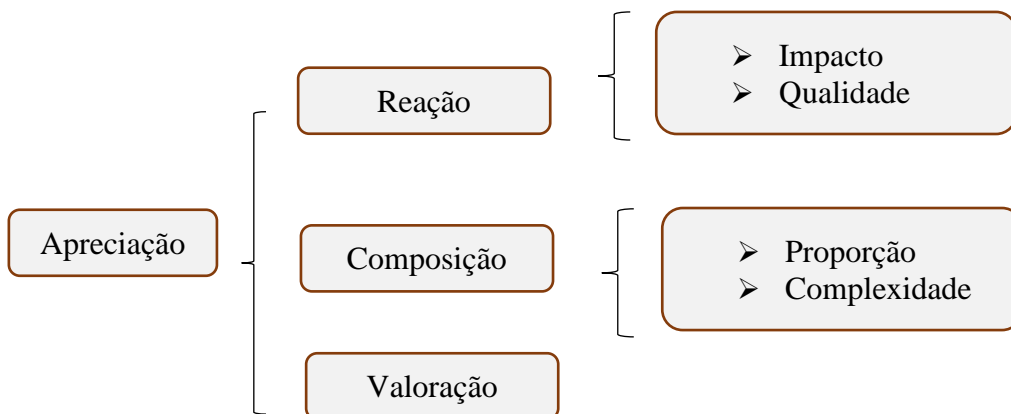 Apreciação
Reação
➢ Impacto
➢ Qualidade
Composição
➢ Proporção
➢ Complexidade
Valoração